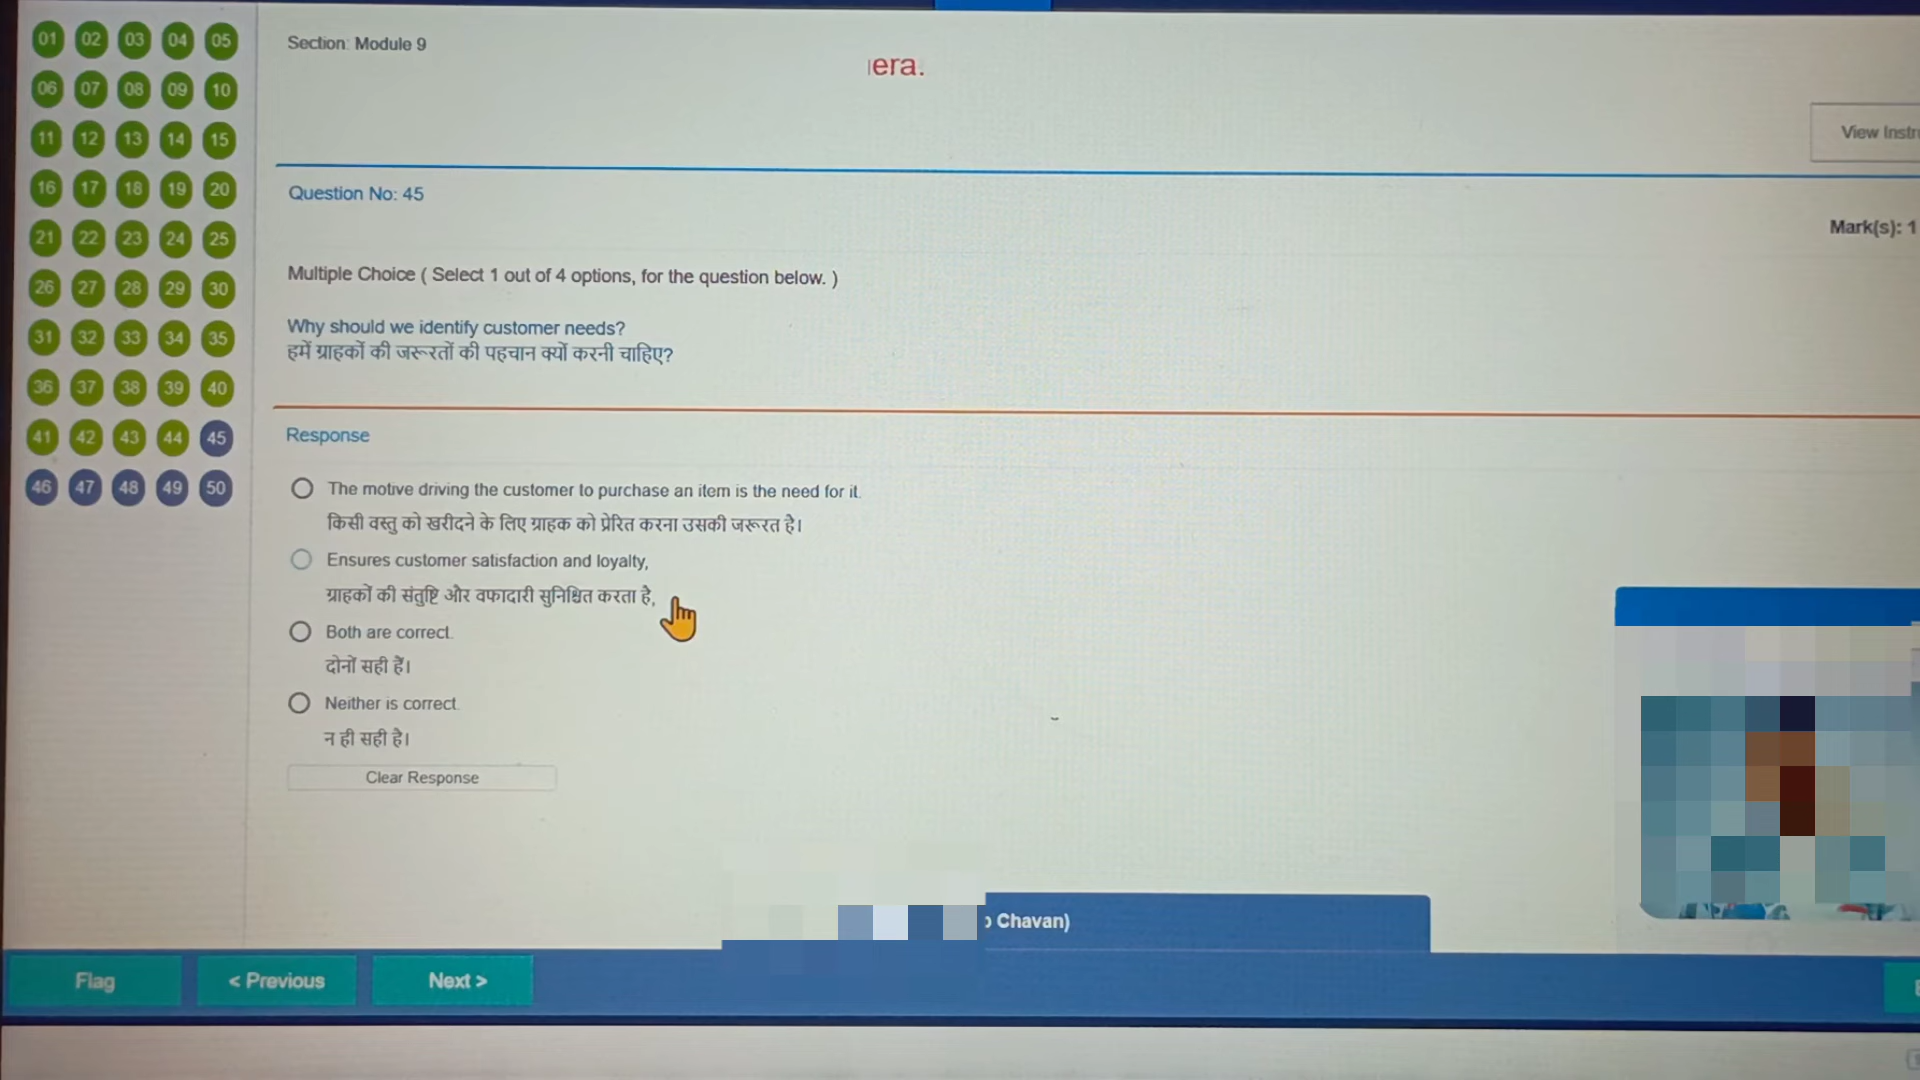 01 02 03 04 05
06 07 08 09 10
11 12 13 14 15
16 17 18 19 20
21 22 23 24 25
26 27 28 29 30
31 32 33 34 35
36 37 38 39 40
41 42 43 44 45
46 47 48 49 50
Section: Module 9
era.
View
Question No: 45
Mark(s): 1
Multiple Choice ( Select 1 out of 4 options, for the question below. )
Why should we identify customer needs?
हमें ग्राहकों की जरूरतों की पहचान क्यों करनी चाहिए?
Response
The motive driving the customer to purchase an item is the need for it.
किसी वस्तु को खरीदने के लिए ग्राहक को प्रेरित करना उसकी जरूरत है।
Ensures customer satisfaction and loyalty,
ग्राहकों की संतुष्टि और वफादारी सुनिश्चित करता है,
Both are correct.
दोनों सही हैं।
Neither is correct.
न ही सही है।
Clear Response
Chavan)
Flag
< Previous
Next >